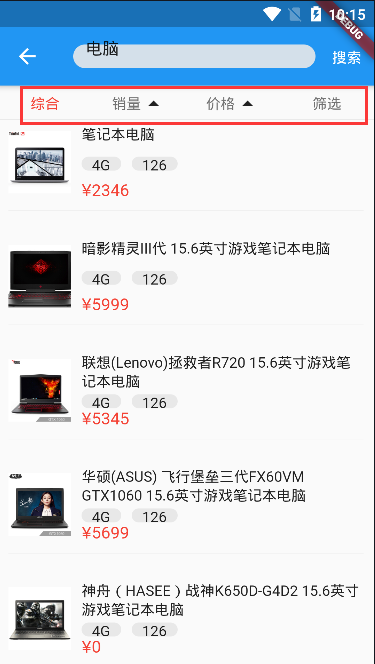 10:15
DEBUG
电脑
搜索
综合 销量 价格 筛选
笔记本电脑
4G 126
¥2346
暗影精灵III代 15.6英寸游戏笔记本电脑
4G 126
¥5999
联想(Lenovo)拯救者R720 15.6英寸游戏笔
记本电脑
4G 126
¥5345
华硕(ASUS) 飞行堡垒三代FX60VM
GTX1060 15.6英寸游戏笔记本电脑
4G 126
¥5699
神舟（HASEE）战神K650D-G4D2 15.6英寸
游戏笔记本电脑
4G 126
¥0